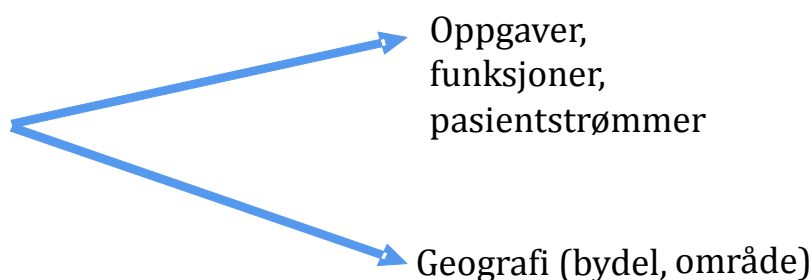 Oppgaver,
funksjoner,
pasientstrømmer
Geografi (bydel, område)